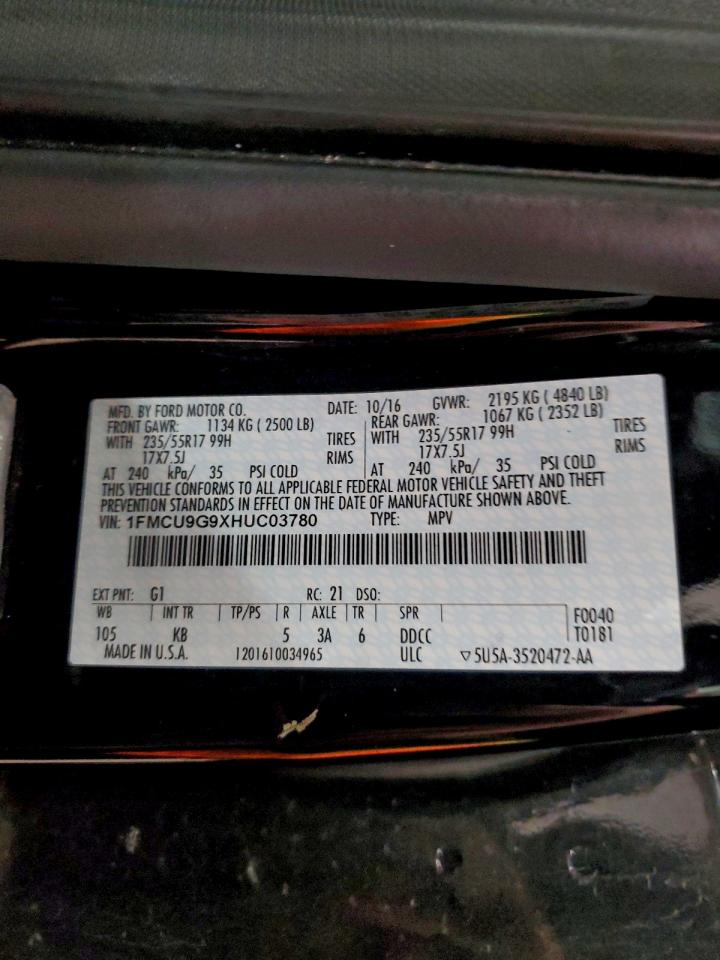 MFD. BY FORD MOTOR CO. DATE: 10/16 GVWR: 2195 KG ( 4840 LB)
FRONT GAWR: 1134 KG ( 2500 LB) REAR GAWR: 1067 KG ( 2352 LB)
WITH 235/55R17 99H TIRES WITH 235/55R17 99H TIRES
17X7.5J RIMS 17X7.5J RIMS
AT 240 kPa/ 35 PSI COLD AT 240 kPa/ 35 PSI COLD
THIS VEHICLE CONFORMS TO ALL APPLICABLE FEDERAL MOTOR VEHICLE SAFETY AND THEFT
PREVENTION STANDARDS IN EFFECT ON THE DATE OF MANUFACTURE SHOWN ABOVE.
VIN: 1FMCU9G9XHUC03780 TYPE: MPV
EXT PNT: G1 RC: 21 DSO:
WB INT TR TP/PS R AXLE TR SPR F0040
105 KB 5 3A 6 DDCC T0181
MADE IN U.S.A. 1201610034965 ULC ▽5U5A-3520472-AA